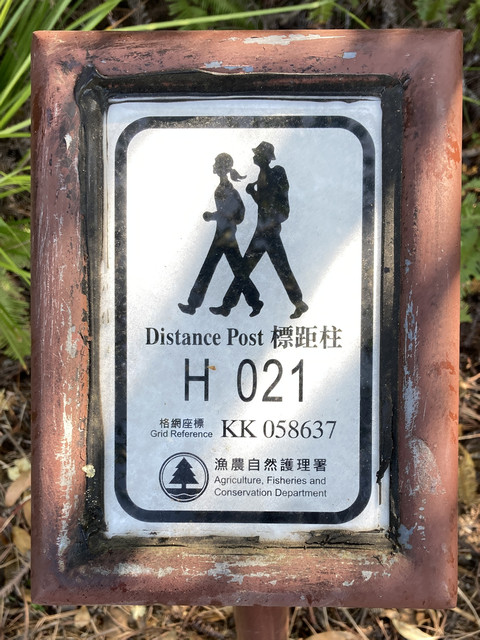 Distance Post 標距柱
H 021
格網座標
Grid Reference KK 058637
漁農自然護理署
Agriculture, Fisheries and
Conservation Department